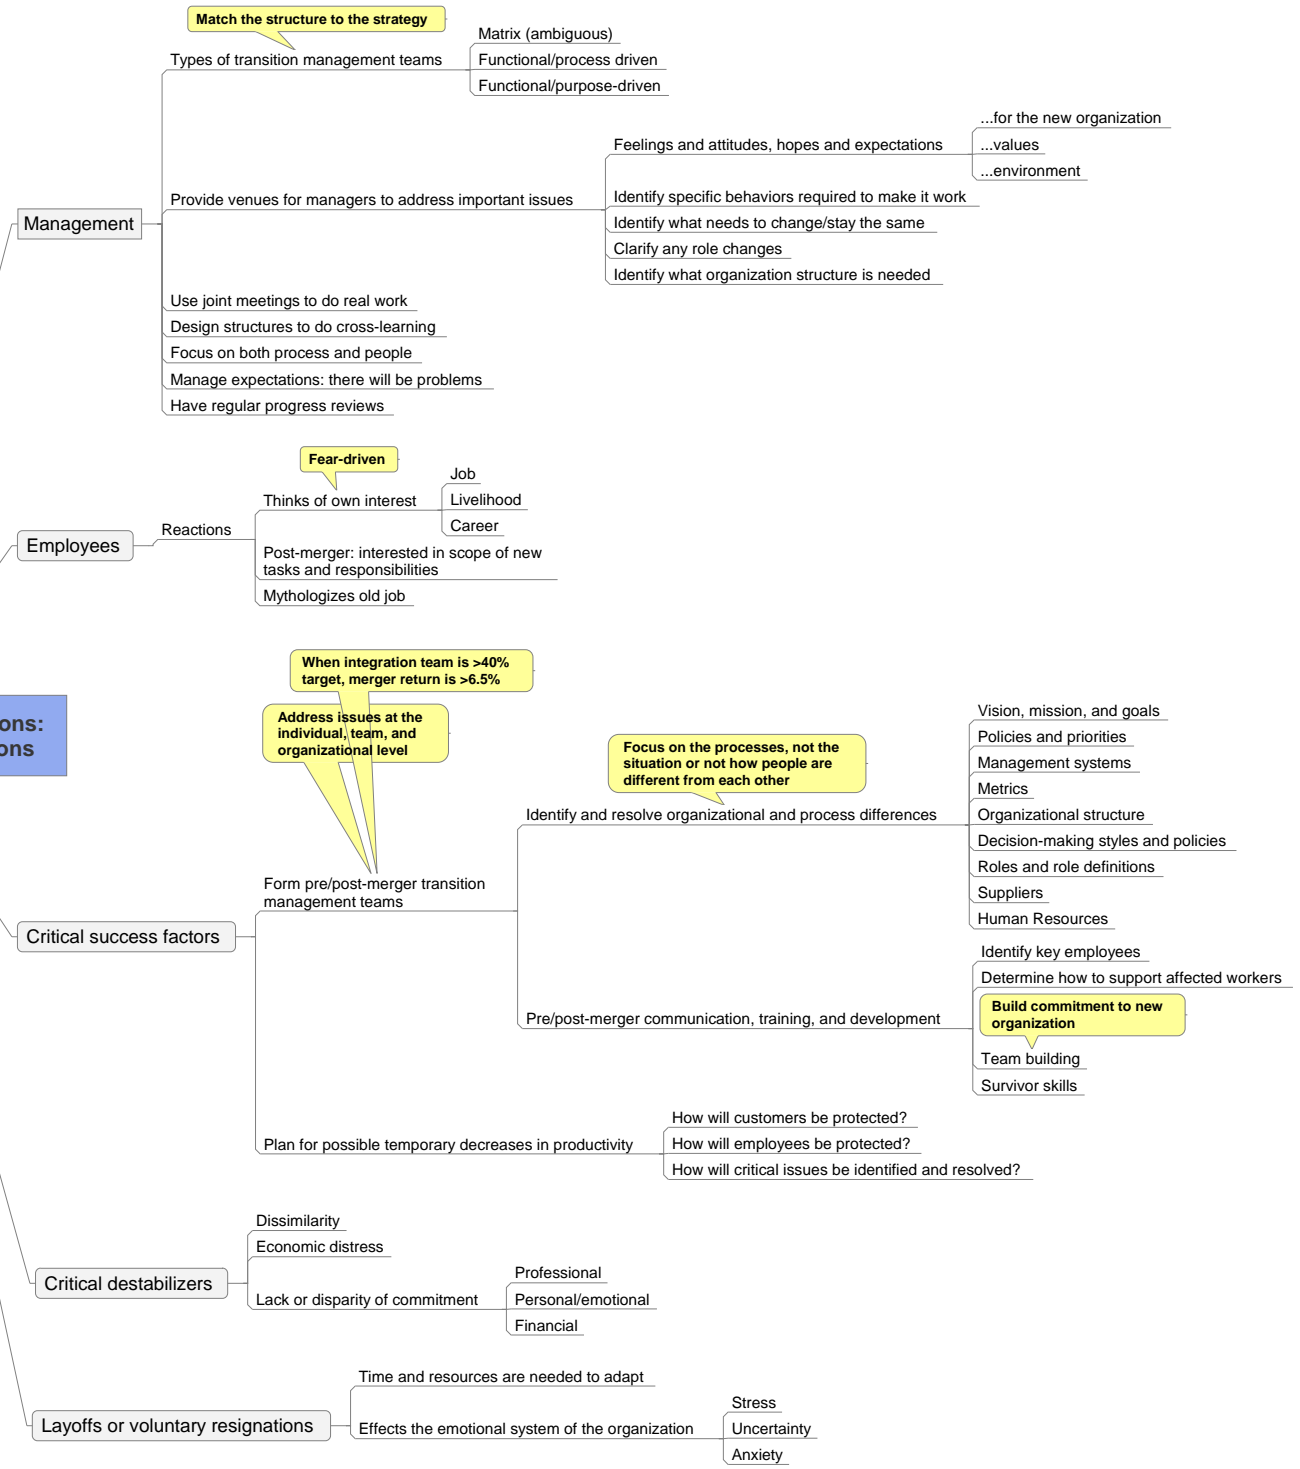 Match the structure to the strategy
Matrix (ambiguous)
Types of transition management teams
Functional/process driven
Functional/purpose-driven
...for the new organization
Feelings and attitudes, hopes and expectations
...values
...environment
Provide venues for managers to address important issues
Identify specific behaviors required to make it work
Management
Identify what needs to change/stay the same
Clarify any role changes
Identify what organization structure is needed
Use joint meetings to do real work
Design structures to do cross-learning
Focus on both process and people
Manage expectations: there will be problems
Have regular progress reviews
Fear-driven
Job
Thinks of own interest
Livelihood
Career
Employees
Reactions
Post-merger: interested in scope of new
tasks and responsibilities
Mythologizes old job
When integration team is >40%
target, merger return is >6.5%
Address issues at the
individual, team, and
organizational level
ons:
ons
Focus on the processes, not the
situation or not how people are
different from each other
Vision, mission, and goals
Policies and priorities
Management systems
Metrics
Identify and resolve organizational and process differences
Organizational structure
Decision-making styles and policies
Roles and role definitions
Suppliers
Human Resources
Form pre/post-merger transition
management teams
Critical success factors
Identify key employees
Determine how to support affected workers
Build commitment to new
organization
Pre/post-merger communication, training, and development
Team building
Survivor skills
How will customers be protected?
Plan for possible temporary decreases in productivity
How will employees be protected?
How will critical issues be identified and resolved?
Dissimilarity
Economic distress
Critical destabilizers
Professional
Lack or disparity of commitment
Personal/emotional
Financial
Time and resources are needed to adapt
Layoffs or voluntary resignations
Stress
Effects the emotional system of the organization
Uncertainty
Anxiety